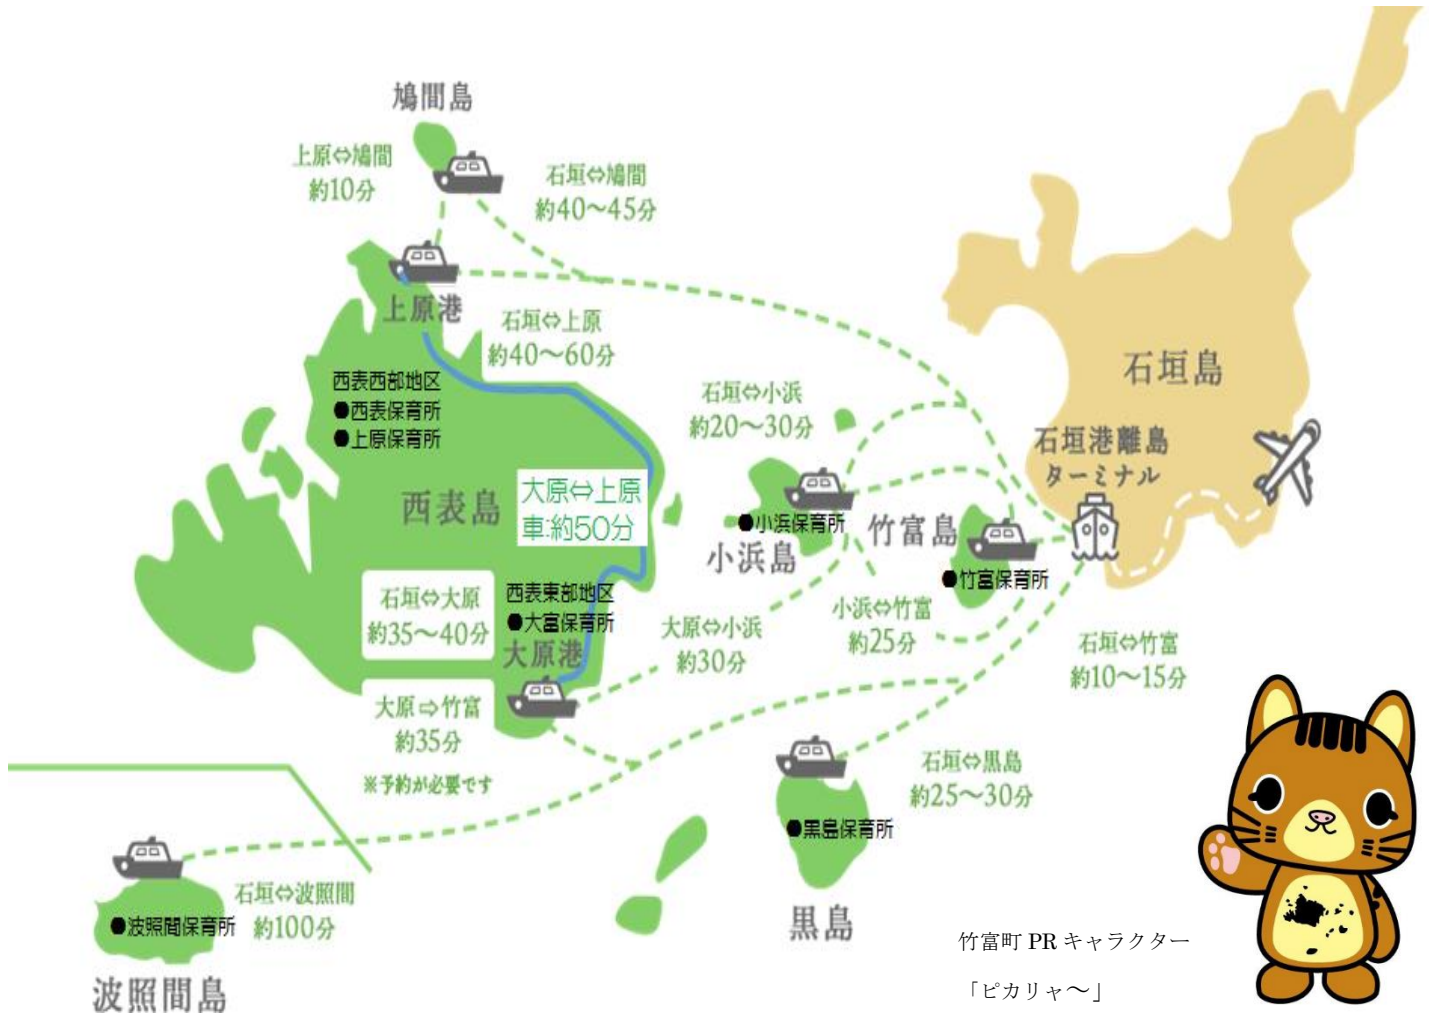 鳩間島
上原⇔鳩間
約10分
石垣⇔鳩間
約40〜45分
上原港
石垣⇔上原
約40〜60分
石垣島
西表西部地区
●西表保育所
●上原保育所
石垣⇔小浜
約20〜30分
石垣港離島
ターミナル
西表島
大原⇔上原
車:約50分
●小浜保育所
小浜島
竹富島
●竹富保育所
石垣⇔大原
約35〜40分
西表東部地区
●大富保育所
大原港
大原⇔小浜
約30分
小浜⇔竹富
約25分
石垣⇔竹富
約10〜15分
大原⇨竹富
約35分
※予約が必要です
石垣⇔黒島
約25〜30分
●黒島保育所
黒島
石垣⇔波照間
約100分
●波照間保育所
波照間島
竹富町 PR キャラクター
「ピカリャ〜」